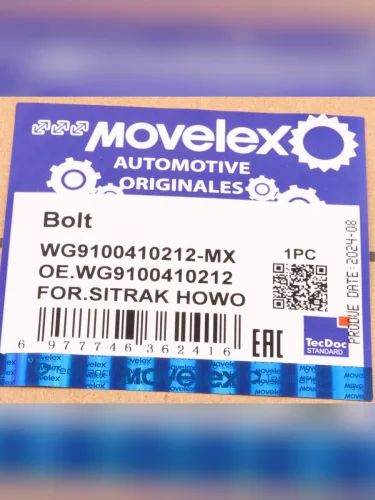 Movelex
AUTOMOTIVE
ORIGINALES
Bolt
WG9100410212-MX
1PC
OE.WG9100410212
FOR.SITRAK HOWO
PRODUE DATE:2024-08
6 977746 362416
EAC
TecDoc
STANDARD
Movelex